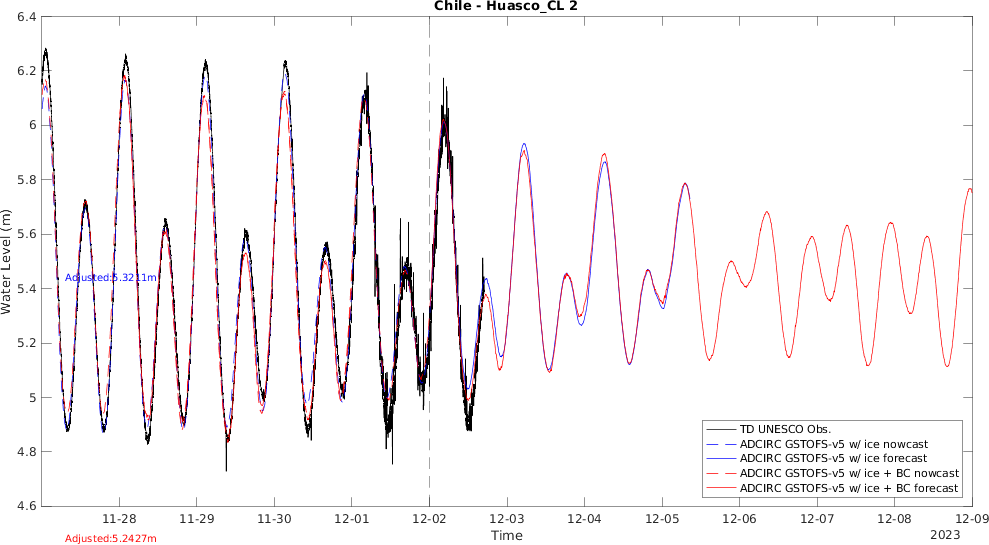 Chile - Huasco_CL 2
6.4
6.2
6
5.8
5.6
5.4
5.2
5
4.8
4.6
Water Level (m)
Adjusted:5.3211m
TD UNESCO Obs.
ADCIRC GSTOFS-v5 w/ ice nowcast
ADCIRC GSTOFS-v5 w/ ice forecast
ADCIRC GSTOFS-v5 w/ ice + BC nowcast
ADCIRC GSTOFS-v5 w/ ice + BC forecast
11-28 11-29 11-30 12-01 12-02 12-03 12-04 12-05 12-06 12-07 12-08 12-09
Time
2023
Adjusted:5.2427m